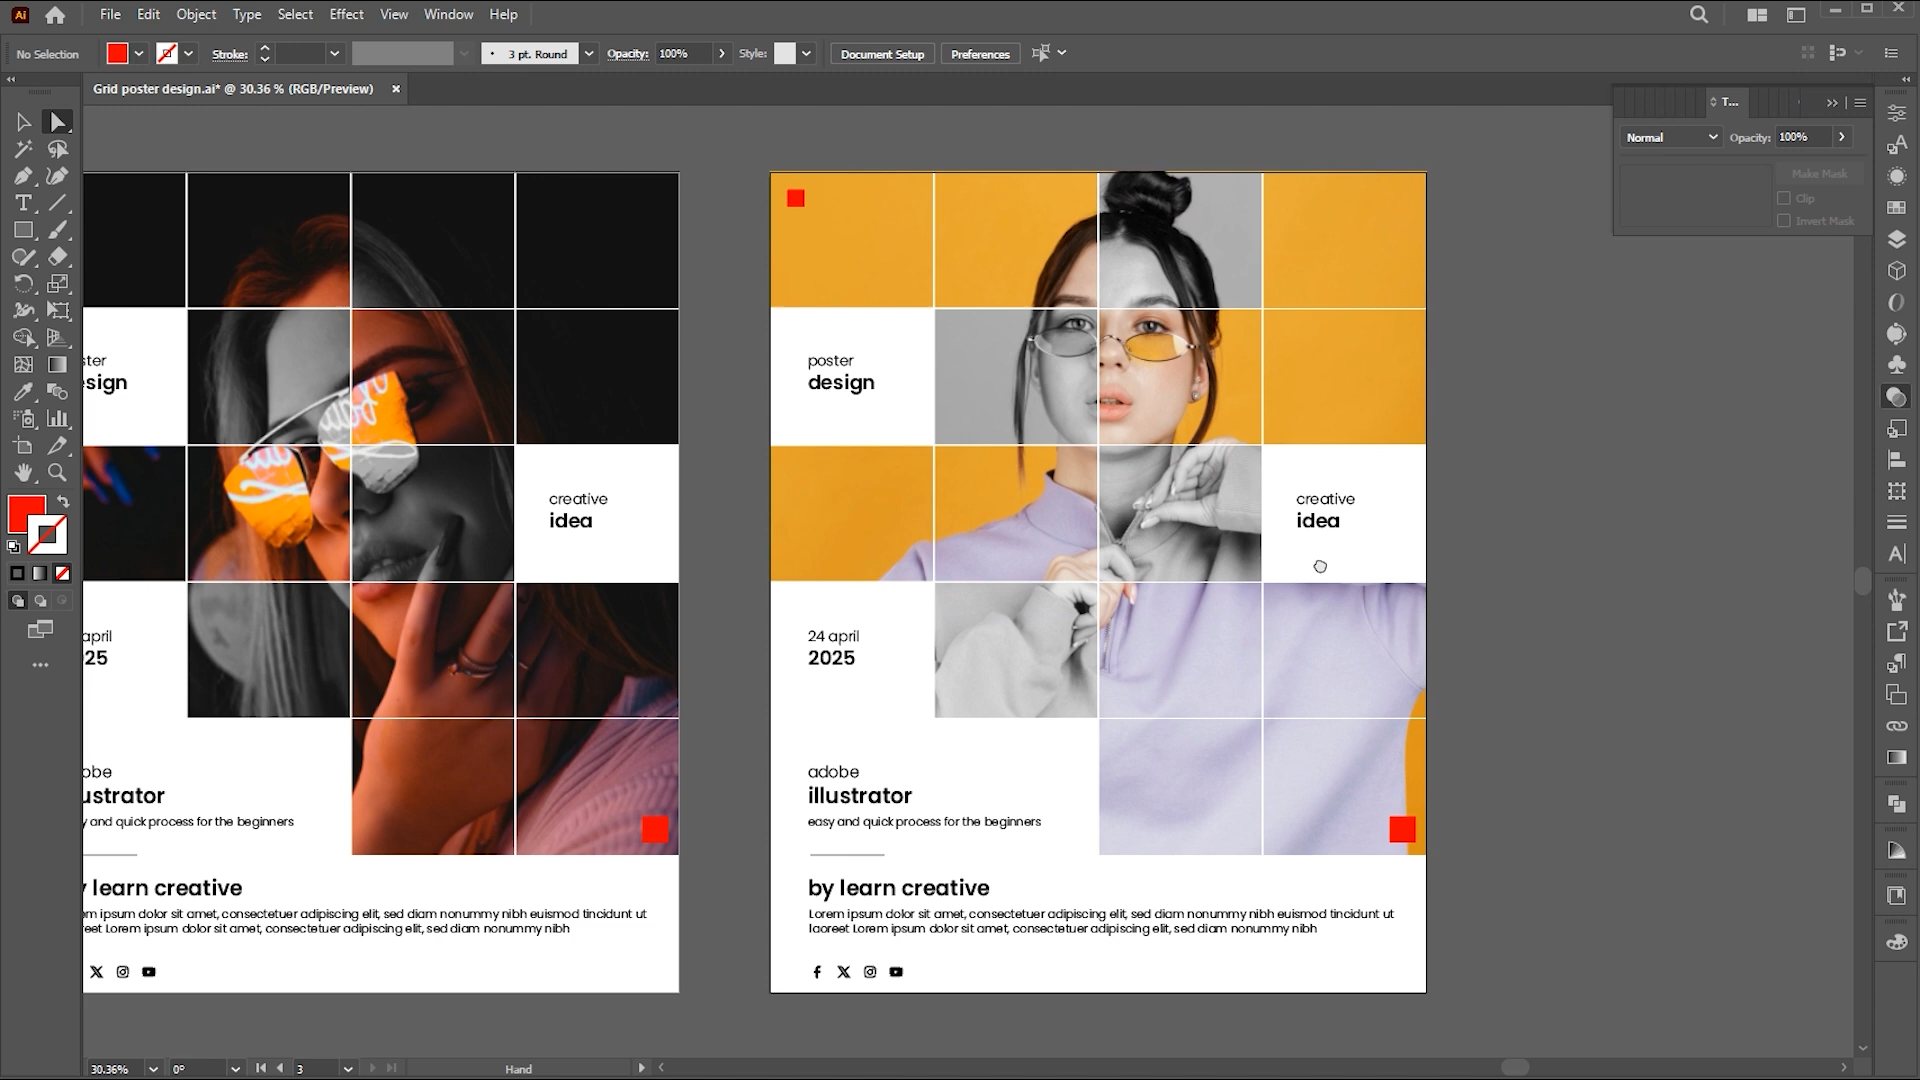 Ai File Edit Object Type Select Effect View Window Help
No Selection Stroke: 3 pt. Round Opacity: 100% Style: Document Setup Preferences
Grid poster design.ai* @ 30.36 % (RGB/Preview) ×
T...
Normal Opacity: 100%
Make Mask
Clip
Invert Mask
ster
esign
creative
idea
april
25
obe
ustrator
y and quick process for the beginners
y learn creative
em ipsum dolor sit amet, consectetuer adipiscing elit, sed diam nonummy nibh euismod tincidunt ut
reet Lorem ipsum dolor sit amet, consectetuer adipiscing elit, sed diam nonummy nibh
poster
design
creative
idea
24 april
2025
adobe
illustrator
easy and quick process for the beginners
by learn creative
Lorem ipsum dolor sit amet, consectetuer adipiscing elit, sed diam nonummy nibh euismod tincidunt ut
laoreet Lorem ipsum dolor sit amet, consectetuer adipiscing elit, sed diam nonummy nibh
30.36% 0° 3 Hand